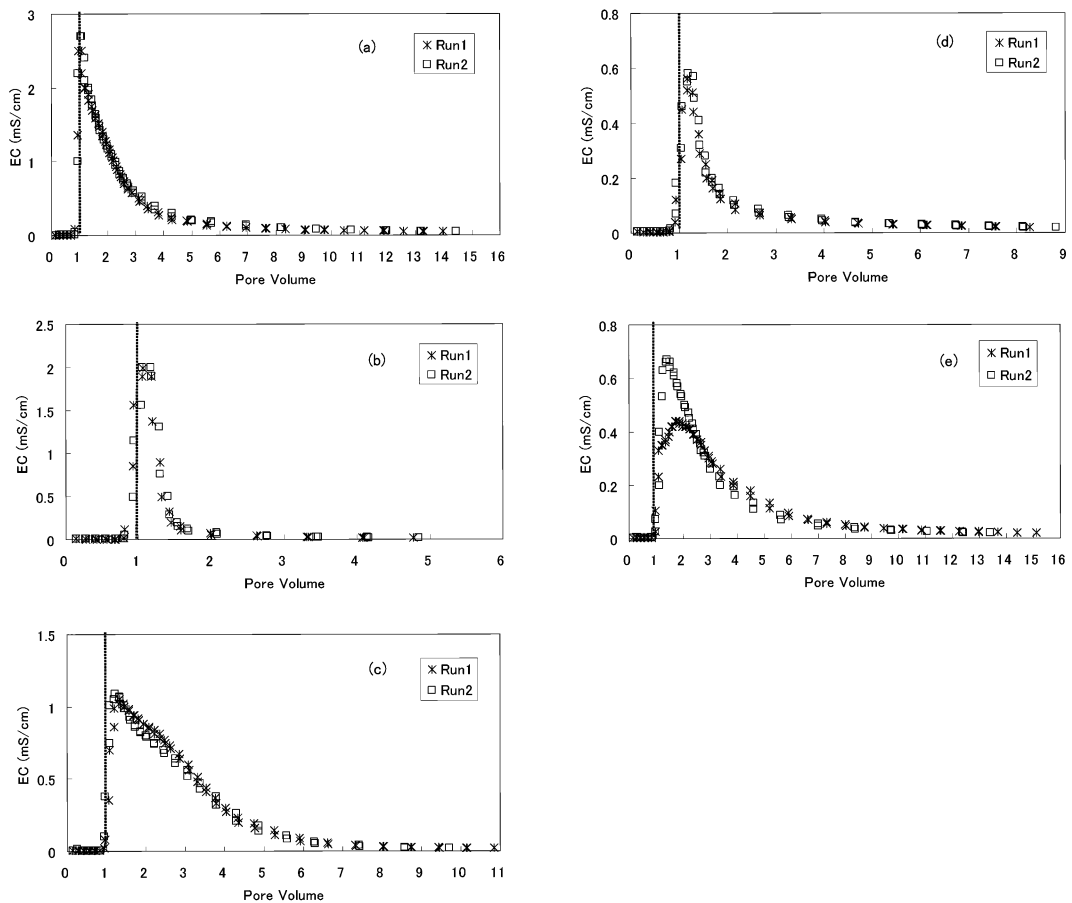 (a)
Run1
Run2
EC (mS/cm)
3
2
1
0
0 1 2 3 4 5 6 7 8 9 10 11 12 13 14 15 16
Pore Volume
(b)
Run1
Run2
EC (mS/cm)
2.5
2
1.5
1
0.5
0
0 1 2 3 4 5 6
Pore Volume
(c)
Run1
Run2
EC (mS/cm)
1.5
1
0.5
0
0 1 2 3 4 5 6 7 8 9 10 11
Pore Volume
(d)
Run1
Run2
EC (mS/cm)
0.8
0.6
0.4
0.2
0
0 1 2 3 4 5 6 7 8 9
Pore Volume
(e)
Run1
Run2
EC (mS/cm)
0.8
0.6
0.4
0.2
0
0 1 2 3 4 5 6 7 8 9 10 11 12 13 14 15 16
Pore Volume